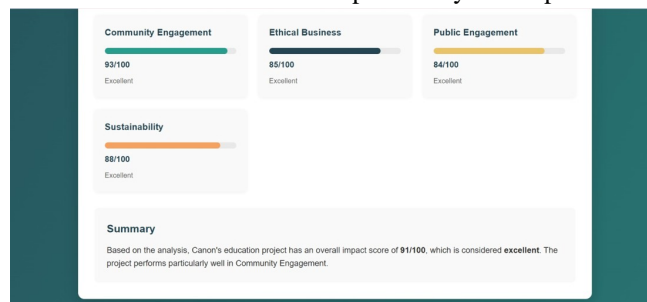 Community Engagement
93/100
Excellent
Ethical Business
85/100
Excellent
Public Engagement
84/100
Excellent
Sustainability
88/100
Excellent
Summary
Based on the analysis, Canon's education project has an overall impact score of 91/100, which is considered excellent. The
project performs particularly well in Community Engagement.